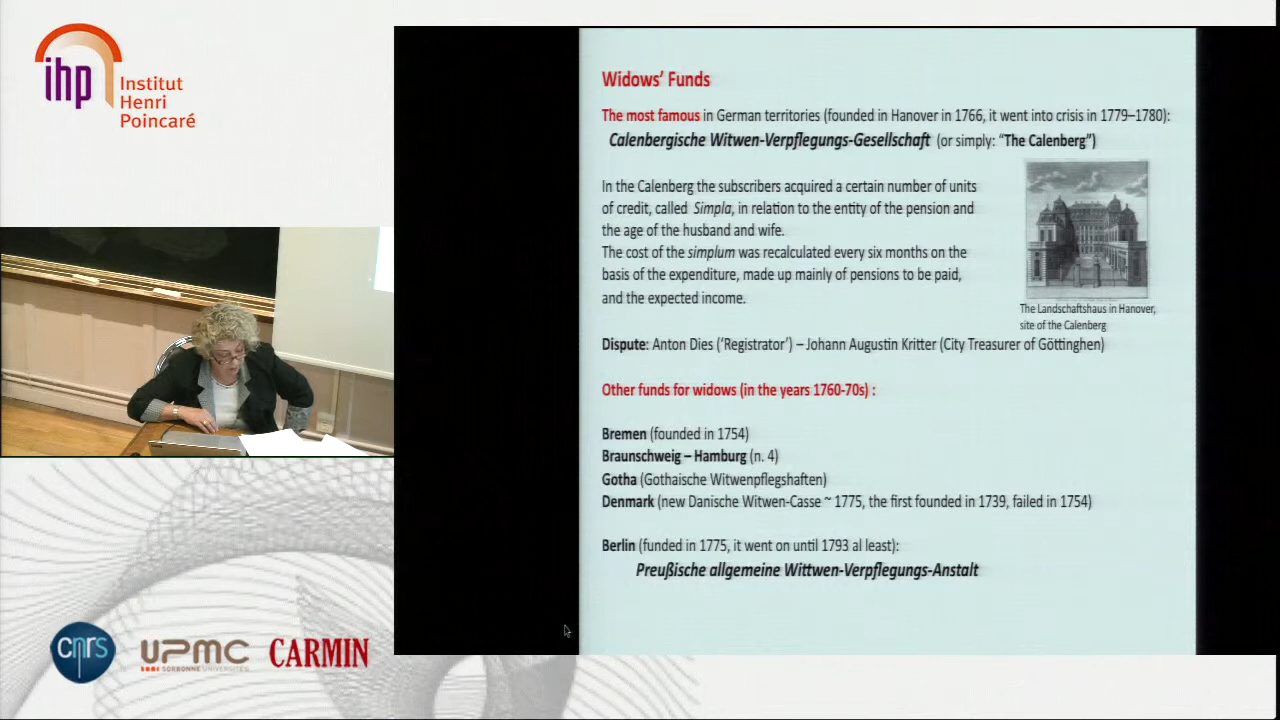 ihp Institut
Henri
Poincaré
Widows' Funds
The most famous in German territories (founded in Hanover in 1766, it went into crisis in 1779–1780):
Calenbergische Witwen-Verpflegungs-Gesellschaft (or simply: “The Calenberg”)
In the Calenberg the subscribers acquired a certain number of units
of credit, called Simpla, in relation to the entity of the pension and
the age of the husband and wife.
The cost of the simplum was recalculated every six months on the
basis of the expenditure, made up mainly of pensions to be paid,
and the expected income.
The Landschaftshaus in Hanover,
site of the Calenberg
Dispute: Anton Dies (‘Registrator’) – Johann Augustin Kritter (City Treasurer of Göttinghen)
Other funds for widows (in the years 1760-70s) :
Bremen (founded in 1754)
Braunschweig – Hamburg (n. 4)
Gotha (Gothaische Witwenpflegshaften)
Denmark (new Danische Witwen-Casse ~ 1775, the first founded in 1739, failed in 1754)
Berlin (funded in 1775, it went on until 1793 al least):
Preußische allgemeine Wittwen-Verpflegungs-Anstalt
cnrs UPMC CARMIN
SORBONNE UNIVERSITÉS